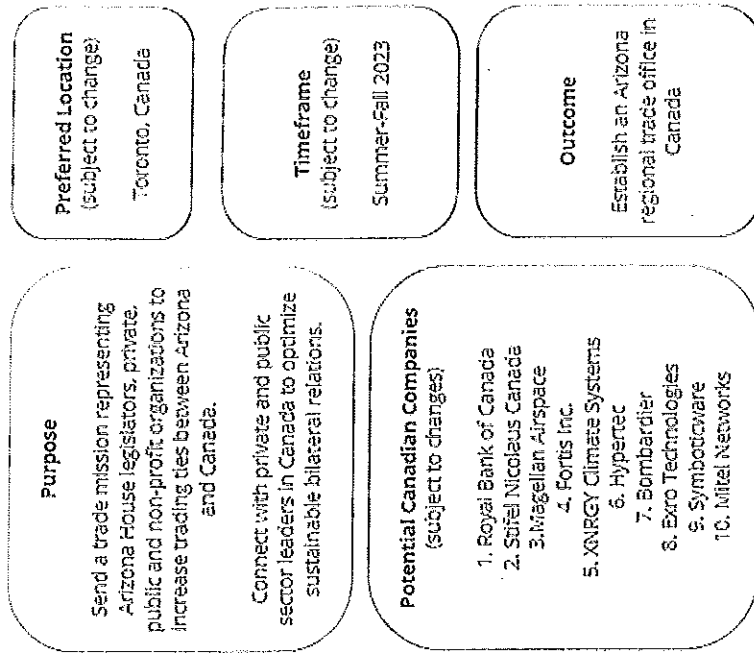 Purpose
Send a trade mission representing
Arizona House legislators, private,
public and non-profit organizations to
increase trading ties between Arizona
and Canada.
Connect with private and public
sector leaders in Canada to optimize
sustainable bilateral relations.
Preferred Location
(subject to change)
Toronto, Canada
Timeframe
(subject to change)
Summer-Fall 2023
Potential Canadian Companies
(subject to changes)
1. Royal Bank of Canada
2. Stifel Nicolaus Canada
3.Magellan Airspace
4. Fortis Inc.
5. XNRGY Climate Systems
6. Hypertec
7. Bombardier
8. Exro Technologies
9. Symboticware
10. Mitel Networks
Outcome
Establish an Arizona
regional trade office in
Canada